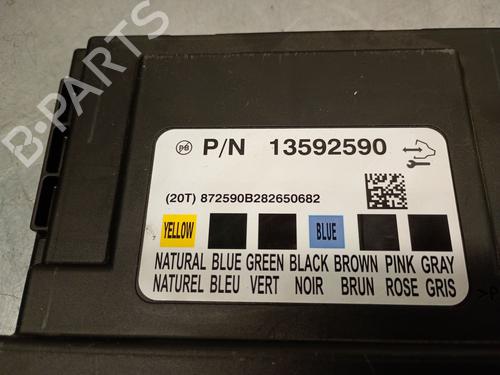 P/N 13592590
(20T) 872590B282650682
YELLOW BLUE
NATURAL BLUE GREEN BLACK BROWN PINK GRAY
NATUREL BLEU VERT NOIR BRUN ROSE GRIS
B-PARTS